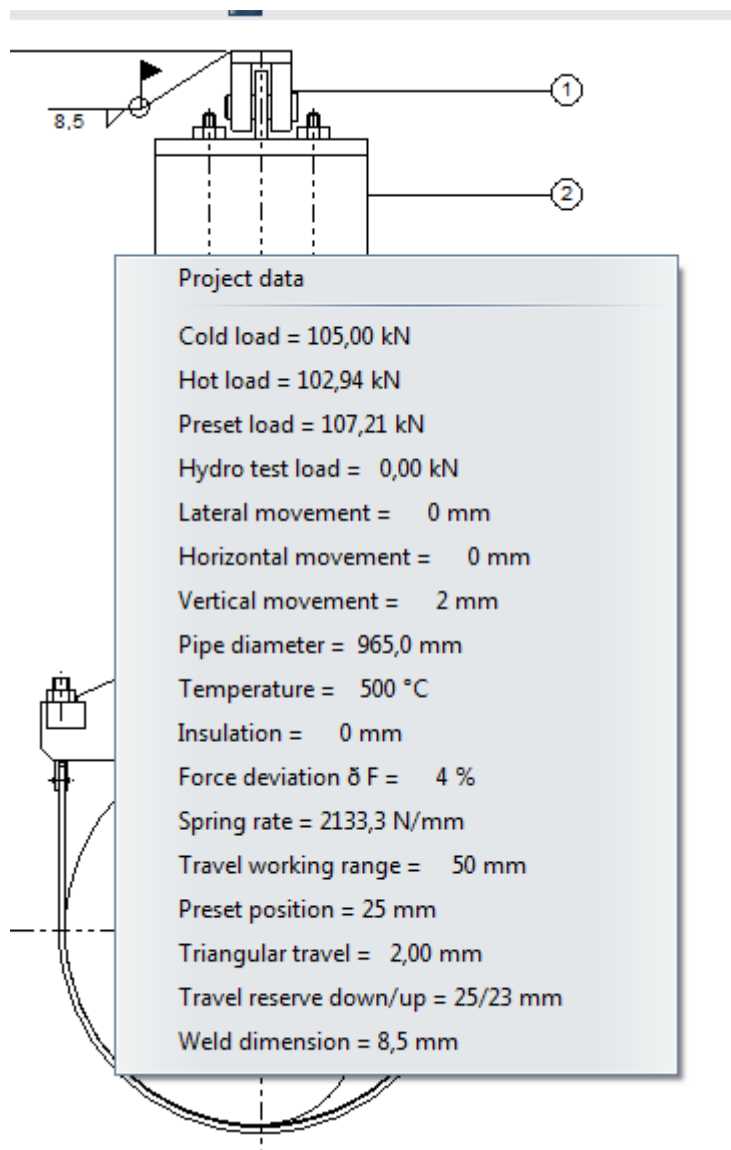 1
8,5
2
Project data
Cold load = 105,00 kN
Hot load = 102,94 kN
Preset load = 107,21 kN
Hydro test load = 0,00 kN
Lateral movement = 0 mm
Horizontal movement = 0 mm
Vertical movement = 2 mm
Pipe diameter = 965,0 mm
Temperature = 500 °C
Insulation = 0 mm
Force deviation ð F = 4 %
Spring rate = 2133,3 N/mm
Travel working range = 50 mm
Preset position = 25 mm
Triangular travel = 2,00 mm
Travel reserve down/up = 25/23 mm
Weld dimension = 8,5 mm